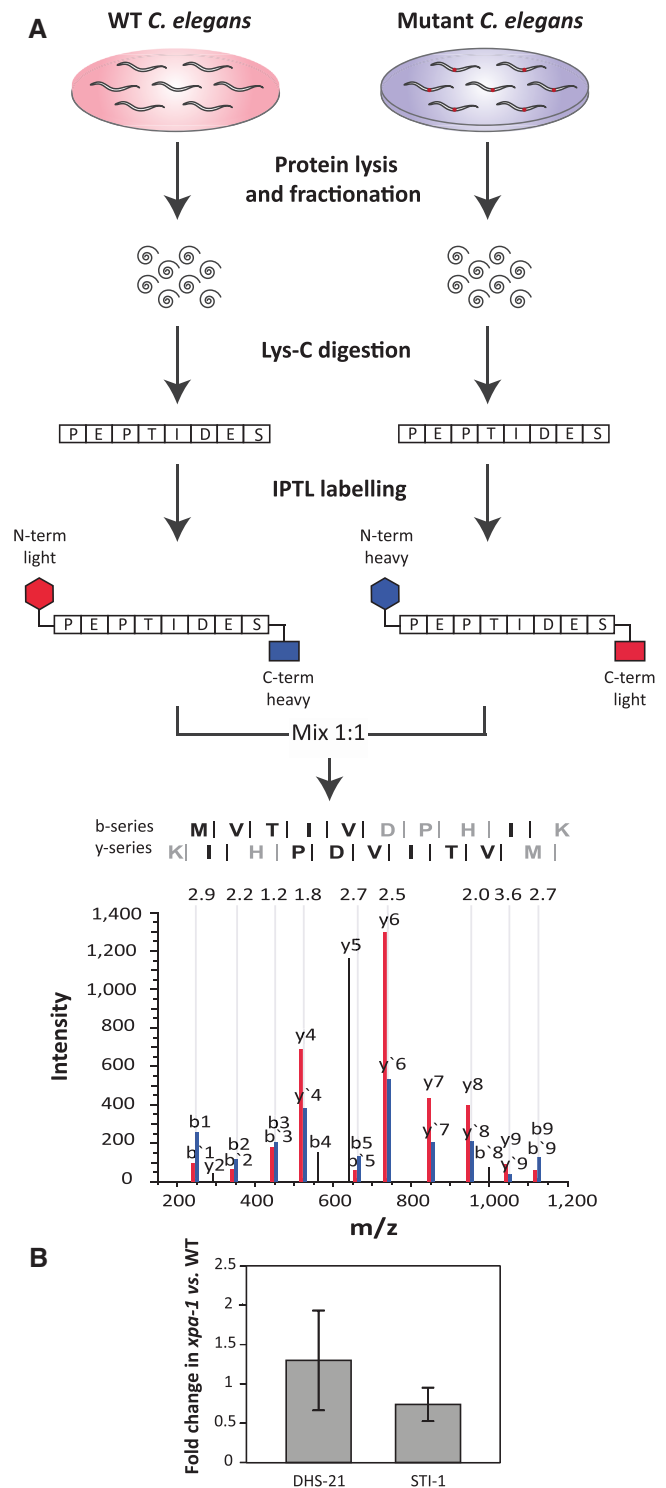 A
WT C. elegans
Mutant C. elegans
Protein lysis
and fractionation
Lys-C digestion
P E P T I D E S
P E P T I D E S
IPTL labelling
N-term
light
N-term
heavy
P E P T I D E S
P E P T I D E S
C-term
heavy
C-term
light
Mix 1:1
b-series M V T I V D P H I K
y-series K I H P D V I T V M
2.9 2.2 1.2 1.8 2.7 2.5 2.0 3.6 2.7
1,400
1,200
1,000
800
600
400
200
0
Intensity
b1
b`1
y2
b2
b`2
b3
b`3
y4
y`4
b4
y5
b5
b`5
y6
y`6
y7
y`7
y8
y`8
b`8
y9
y`9
b9
b`9
200 400 600 800 1,000 1,200
m/z
B
Fold change in xpa-1 vs. WT
2.5
2
1.5
1
0.5
0
DHS-21 STI-1